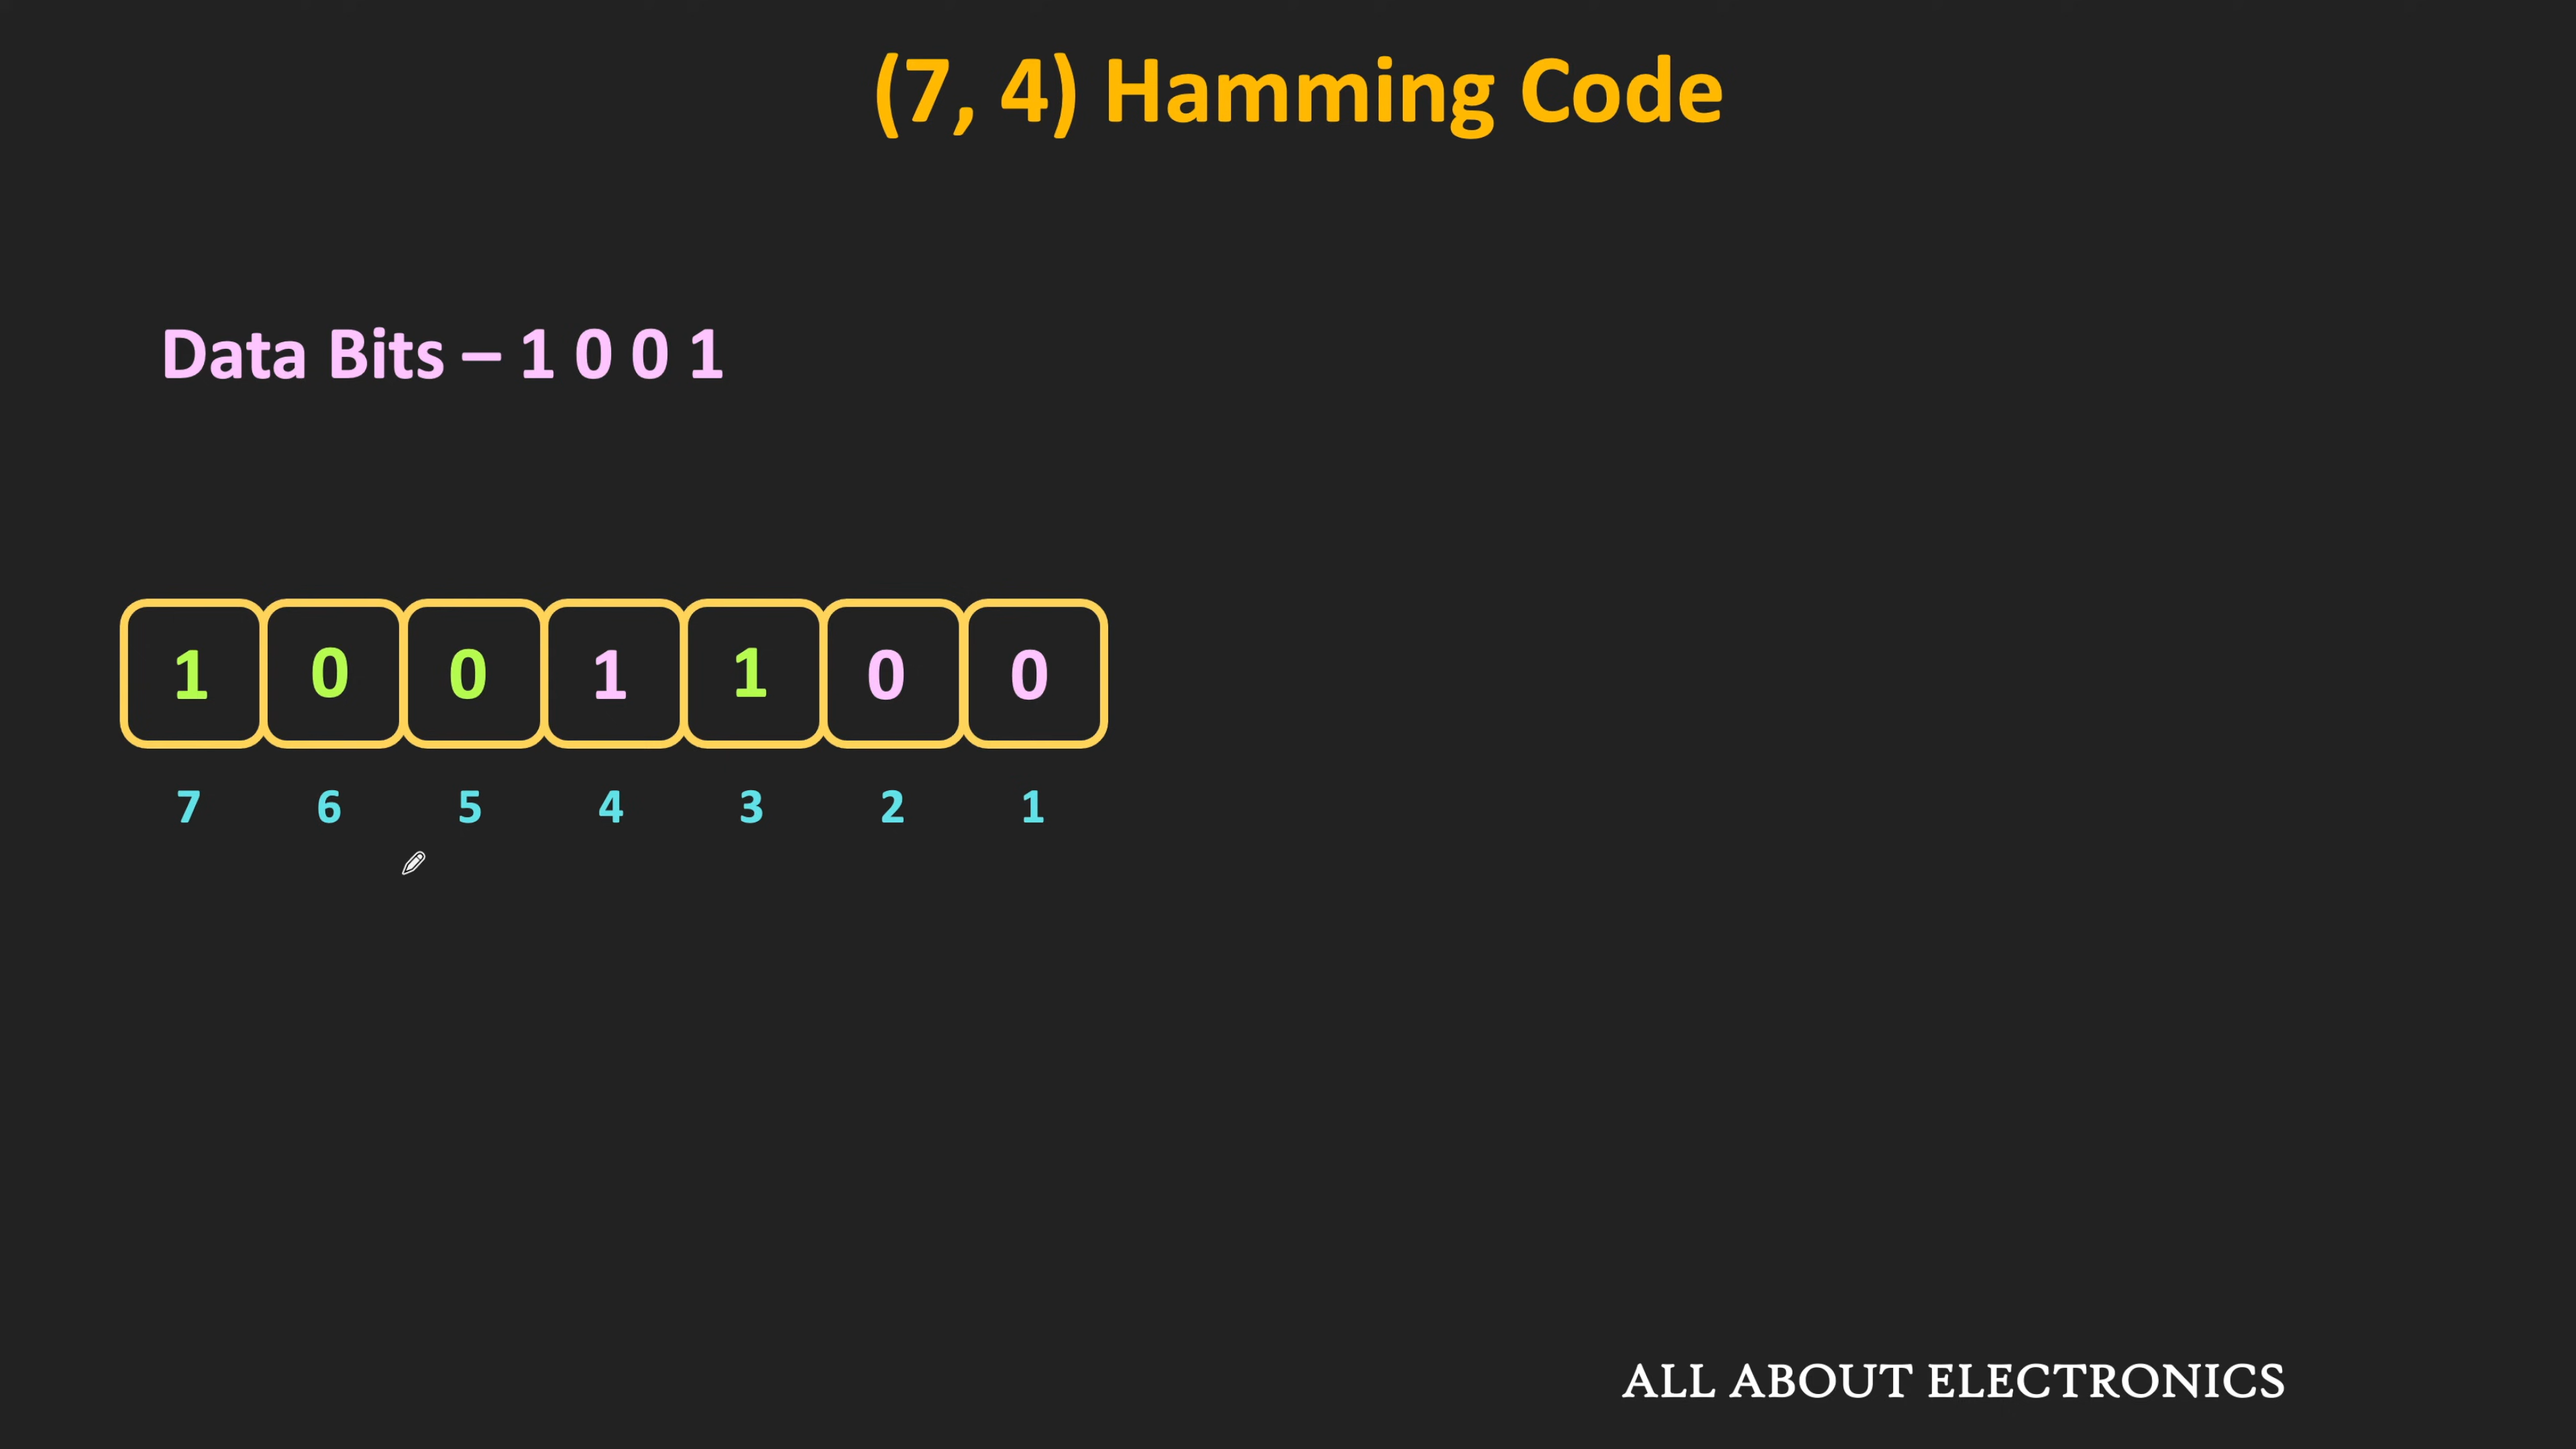 (7, 4) Hamming Code
Data Bits – 1 0 0 1
1 0 0 1 1 0 0
7 6 5 4 3 2 1
ALL ABOUT ELECTRONICS